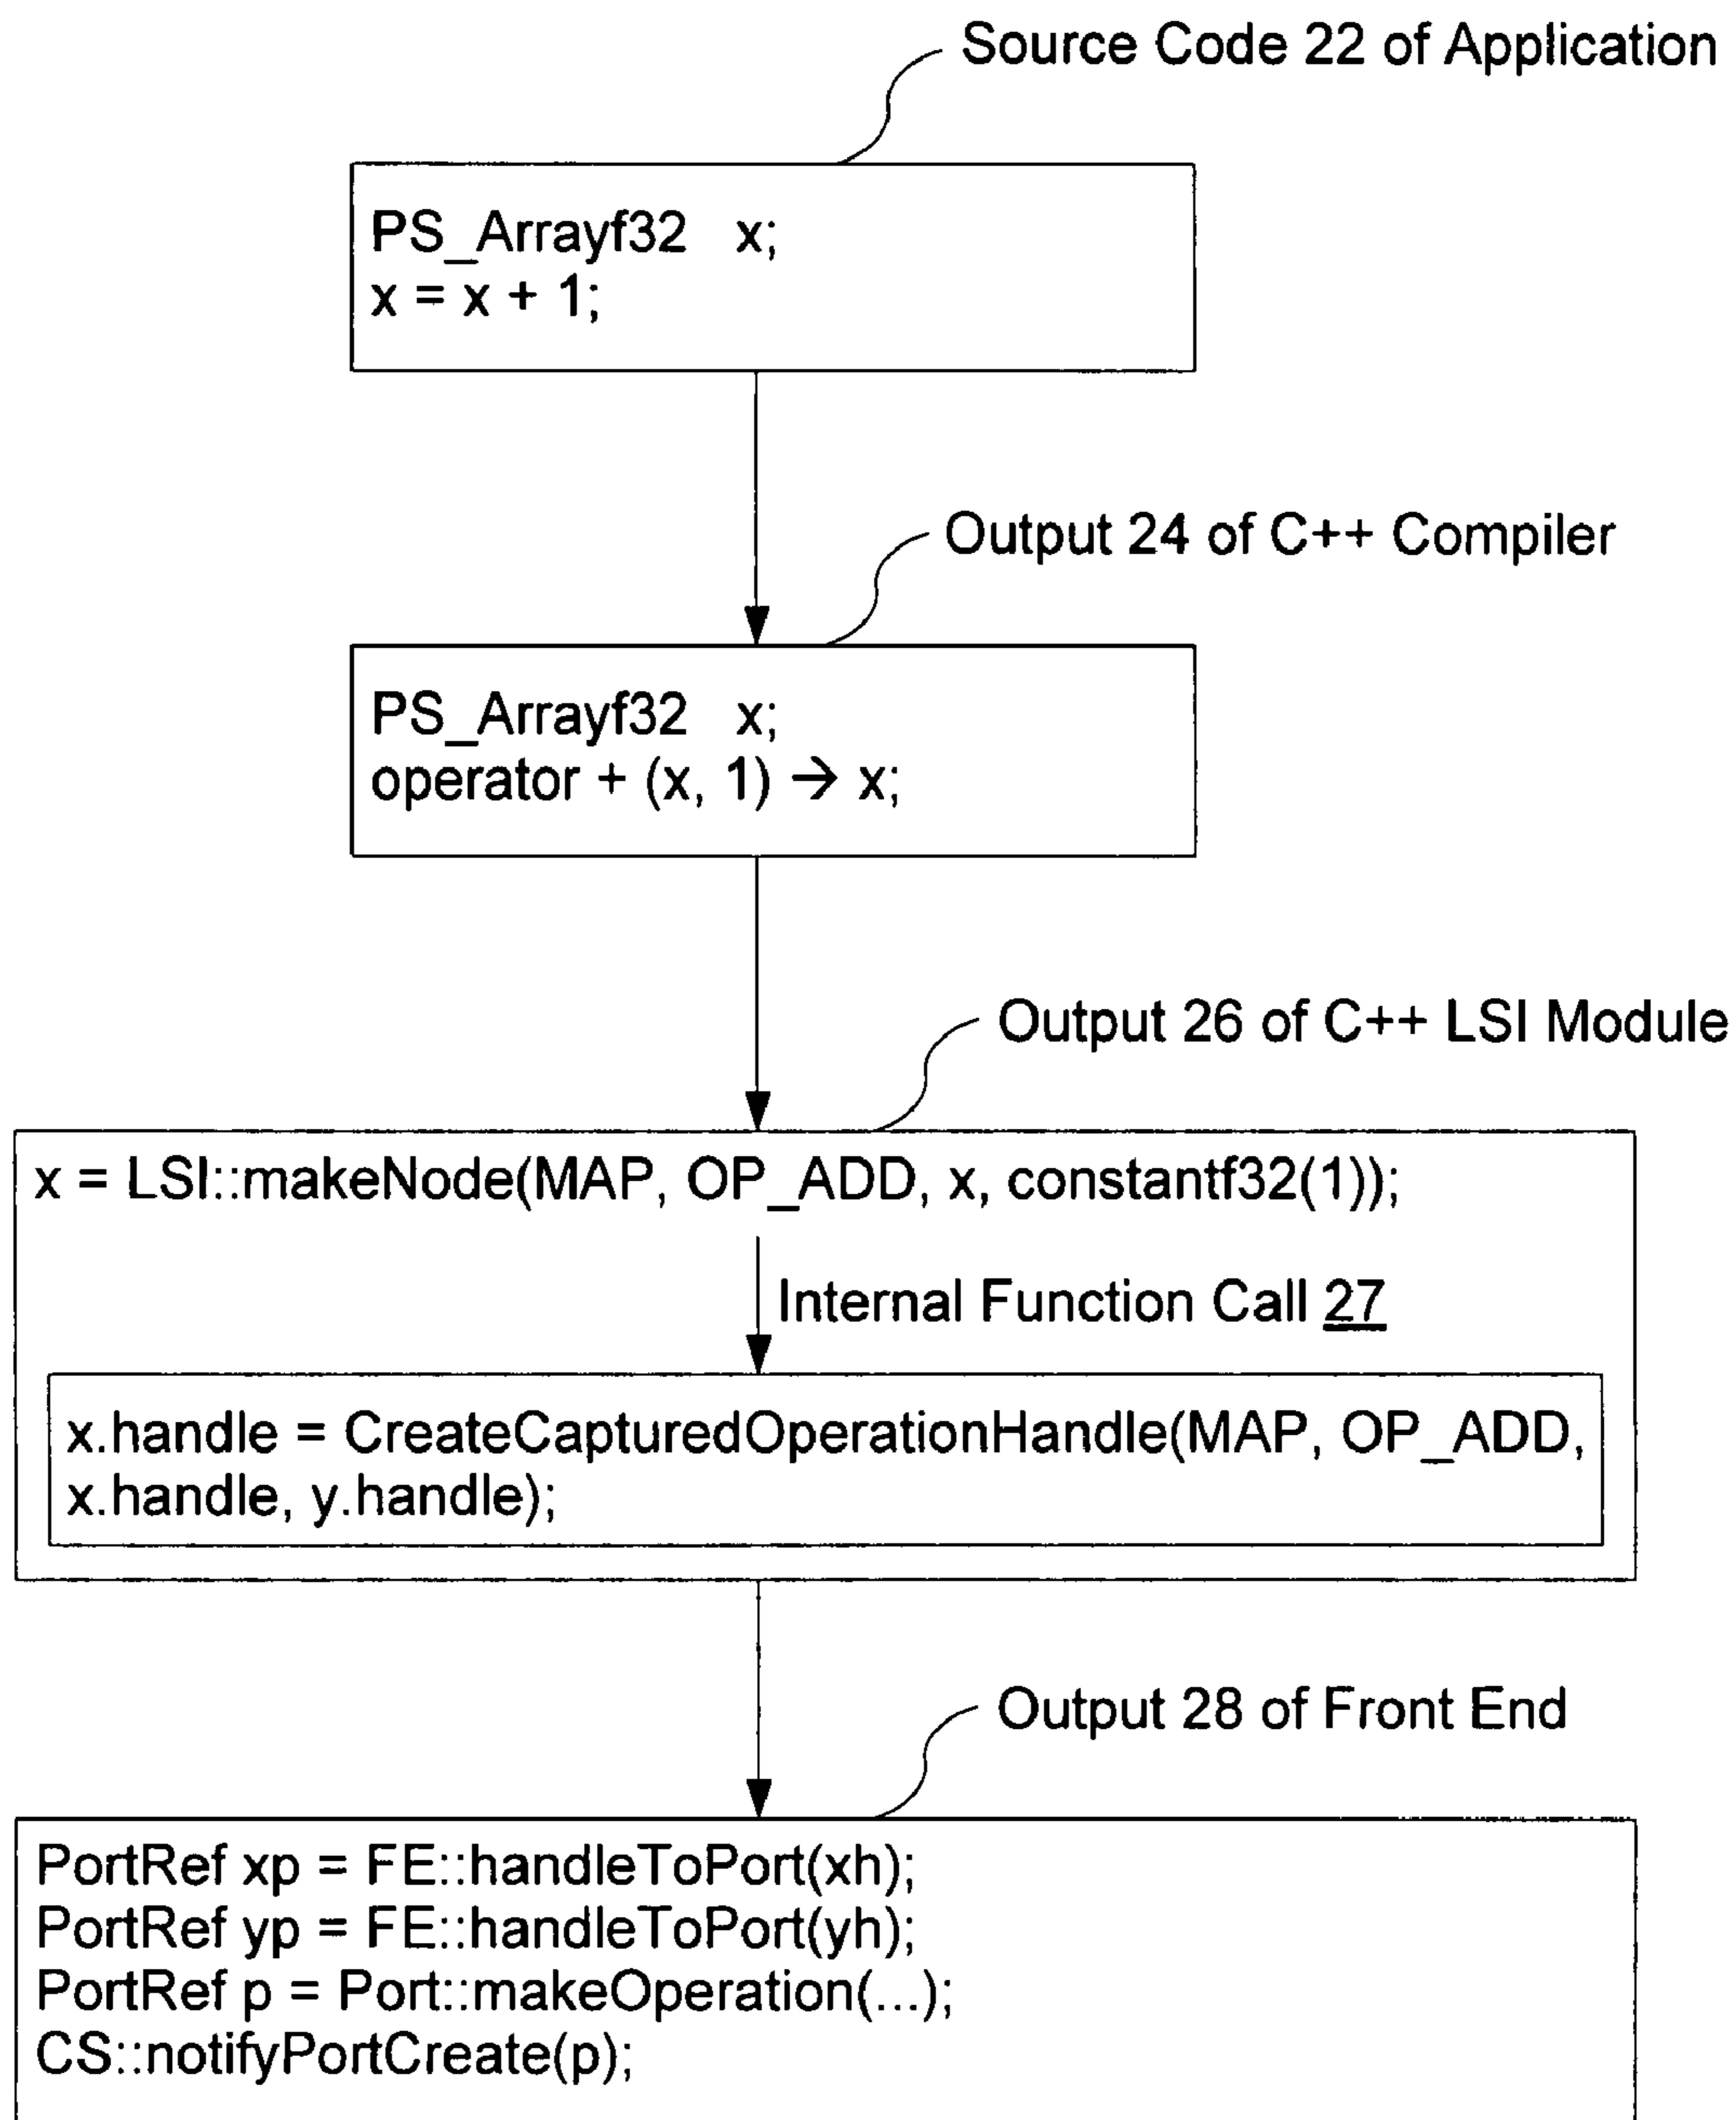 Source Code 22 of Application
PS_Arrayf32 x;
x = x + 1;
Output 24 of C++ Compiler
PS_Arrayf32 x;
operator + (x, 1) → x;
Output 26 of C++ LSI Module
x = LSI::makeNode(MAP, OP_ADD, x, constantf32(1));
Internal Function Call 27
x.handle = CreateCapturedOperationHandle(MAP, OP_ADD,
x.handle, y.handle);
Output 28 of Front End
PortRef xp = FE::handleToPort(xh);
PortRef yp = FE::handleToPort(yh);
PortRef p = Port::makeOperation(...);
CS::notifyPortCreate(p);